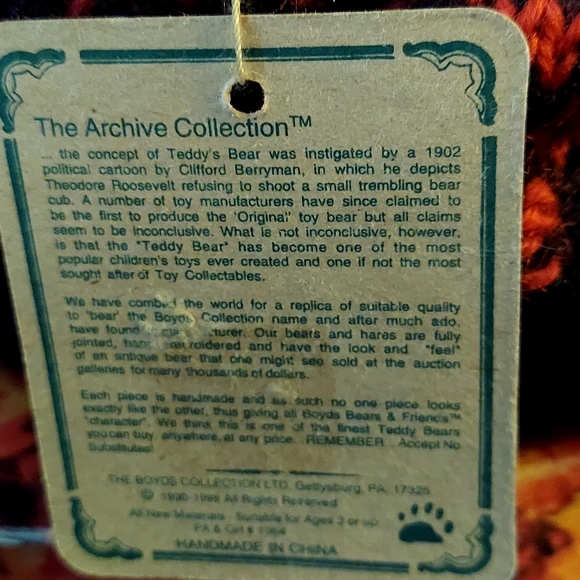 The Archive Collection™
... the concept of Teddy's Bear was instigated by a 1902
political cartoon by Clifford Berryman, in which he depicts
Theodore Roosevelt refusing to shoot a small trembling bear
cub. A number of toy manufacturers have since claimed to
be the first to produce the 'Original' toy bear but all claims
seem to be inconclusive. What is not inconclusive, however,
is that the "Teddy Bear" has become one of the most
popular children's toys ever created and one if not the most
sought after of Toy Collectables.
We have combed the world for a replica of suitable quality
to 'bear' the Boyds Collection name and after much ado,
have found Our bears and hares are fully
jointed, and have the look and "feel"
of an antique bear that one might see sold at the auction
galleries for many thousands of dollars.
Each piece is handmade and as such no one piece looks
exactly like the other, thus giving all Boyds Bears & Friends™
"character". We think this is one of the finest Teddy Bears
you can buy, anywhere, at any price. REMEMBER... Accept No
Substitutes!
THE BOYDS COLLECTION LTD. Gettysburg, PA. 17325
© All Rights Reserved
All New Materials - Suitable for Ages 3 or up
HANDMADE IN CHINA